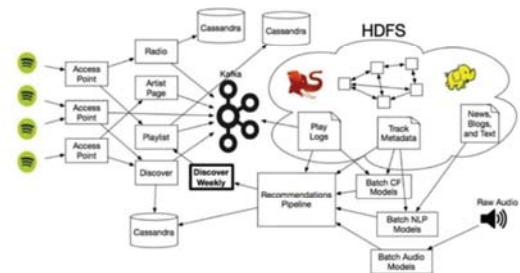 HDFS
Cassandra
Cassandra
Radio
Kafka
Access
Point
Artist
Page
Access
Point
Playlist
Access
Point
Discover
Discover
Weekly
Play
Logs
Track
Metadata
News,
Blogs,
and Text
Recommendations
Pipeline
Batch CF
Models
Raw Audio
Batch NLP
Models
Cassandra
Batch Audio
Models